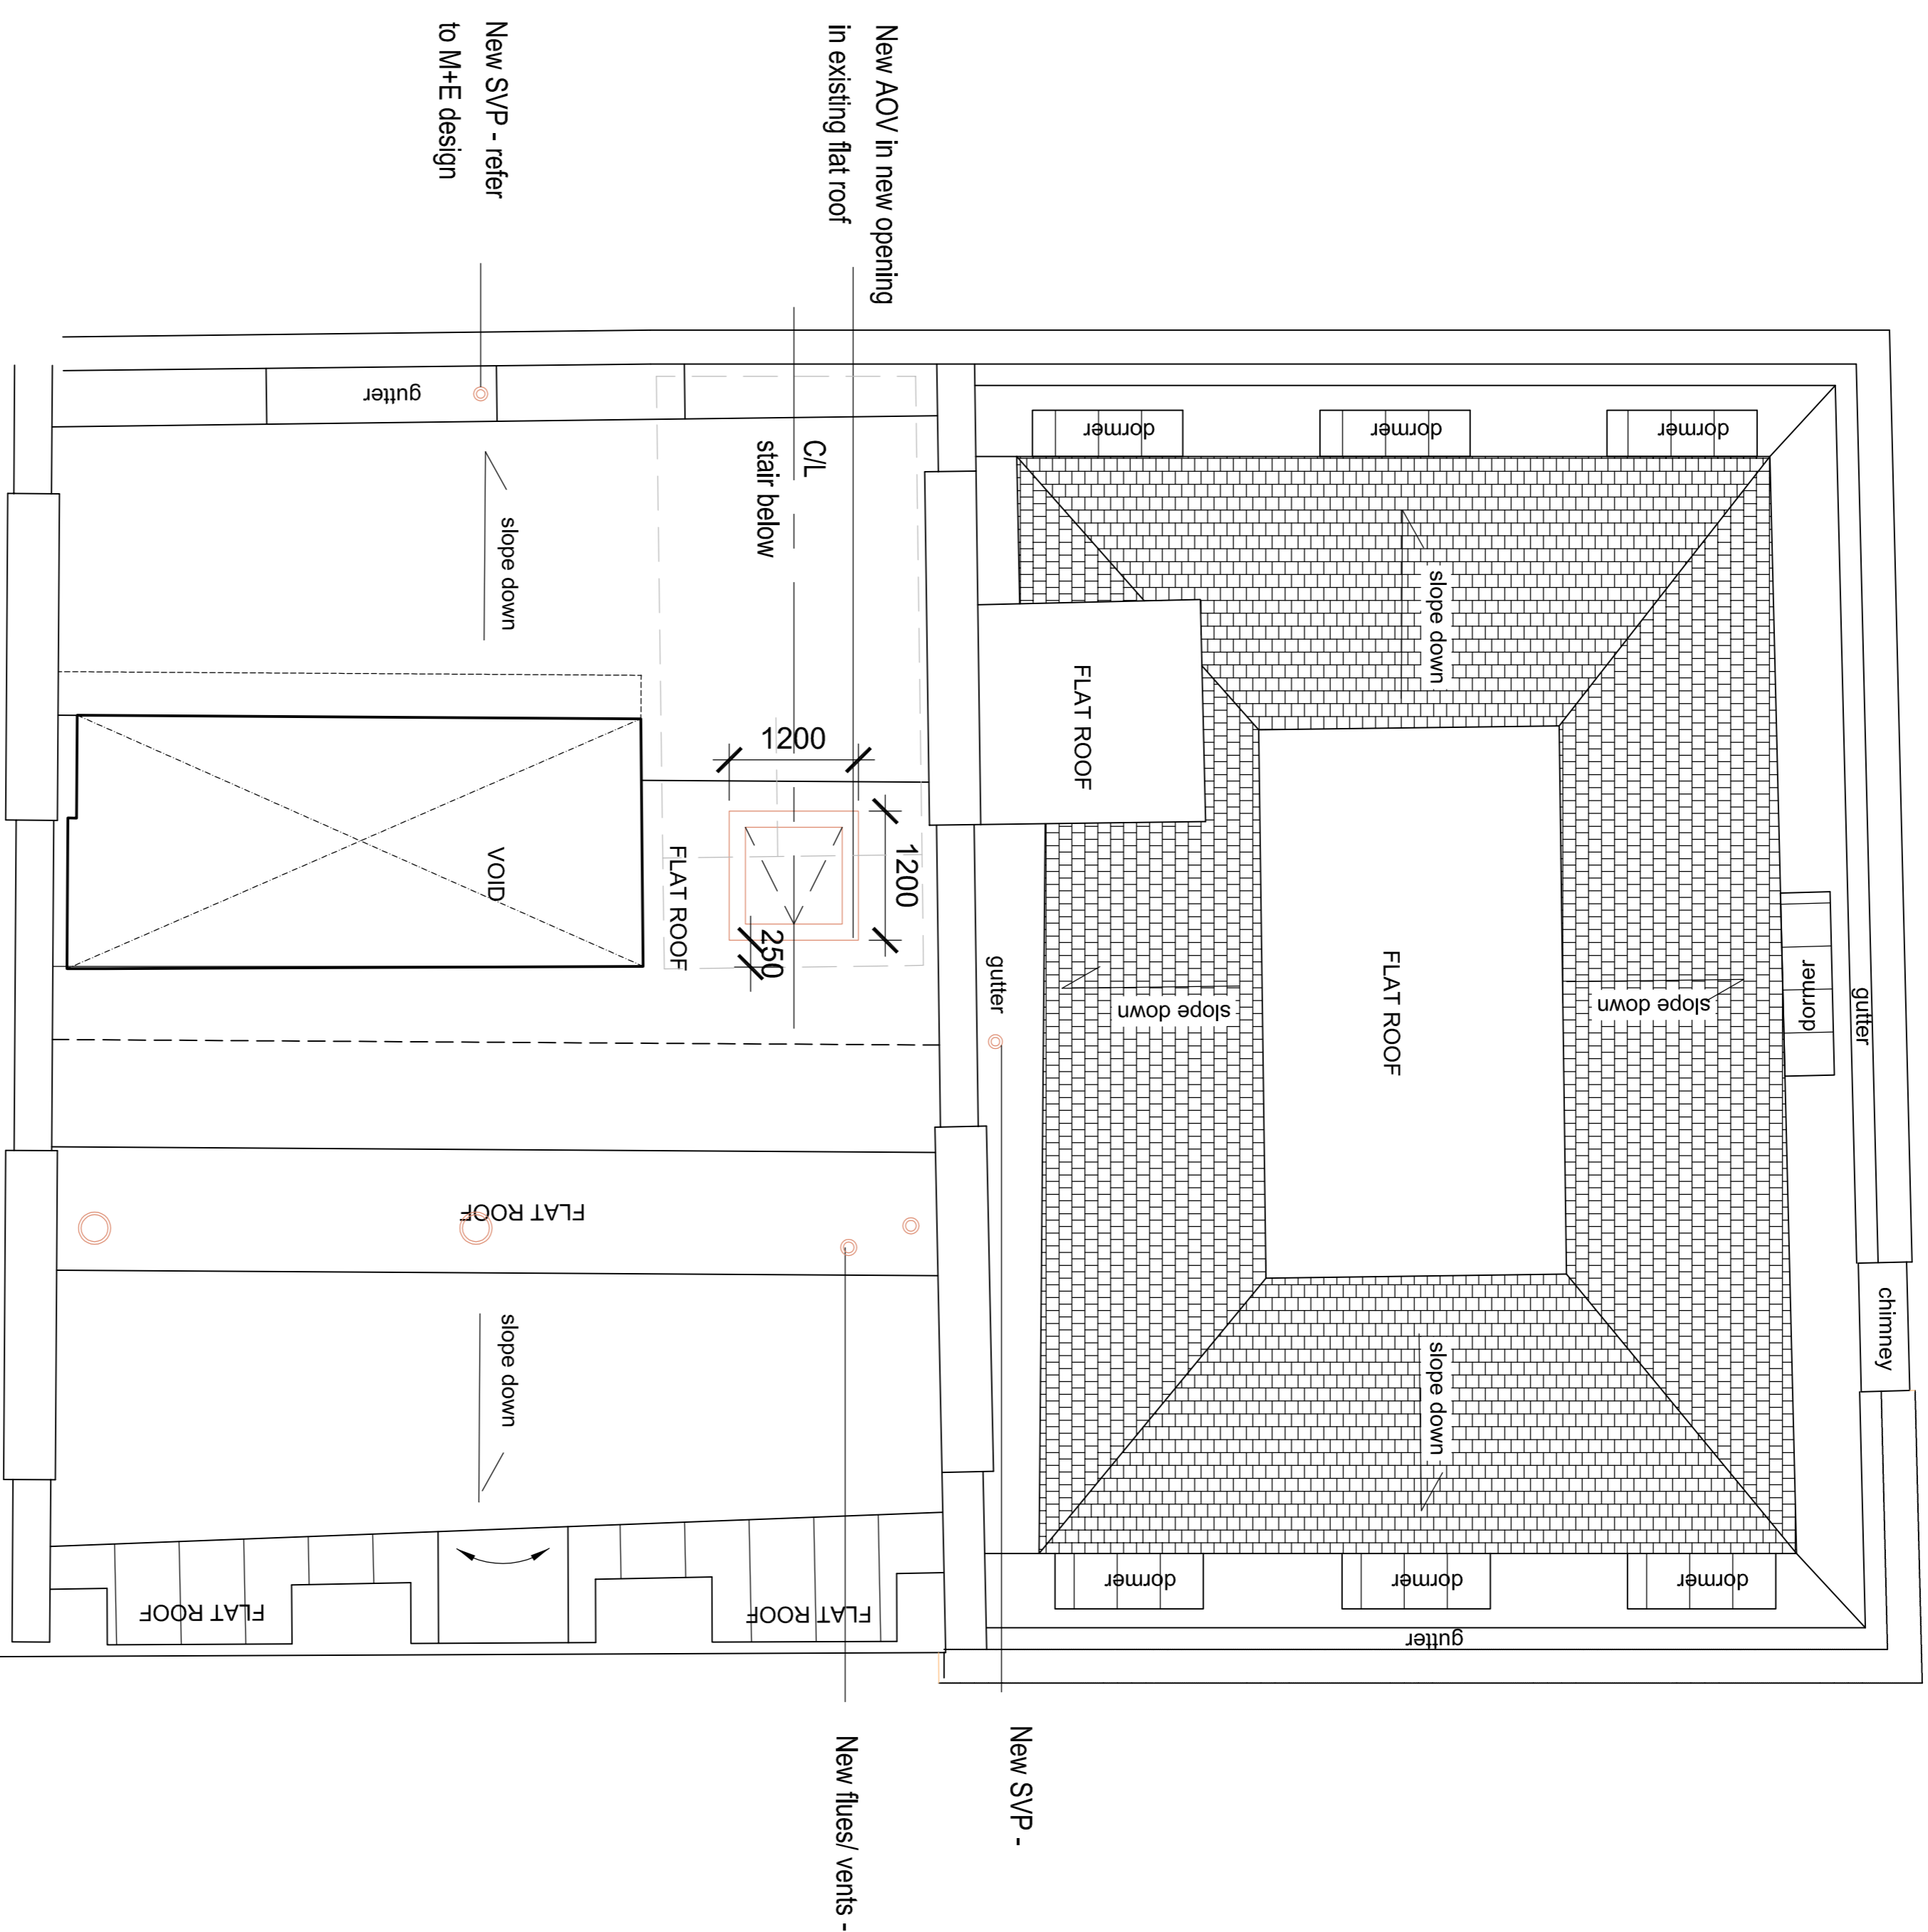 New AOV in new opening
in existing flat roof
New SVP - refer
to M+E design
gutter
slope down
C/L
stair below
1200
1200
250
FLAT ROOF
VOID
dormer
dormer
dormer
slope down
FLAT ROOF
FLAT ROOF
slope down
slope down
dormer
gutter
gutter
chimney
FLAT ROOF
slope down
slope down
FLAT ROOF
FLAT ROOF
dormer
dormer
dormer
gutter
New SVP -
New flues/ vents -